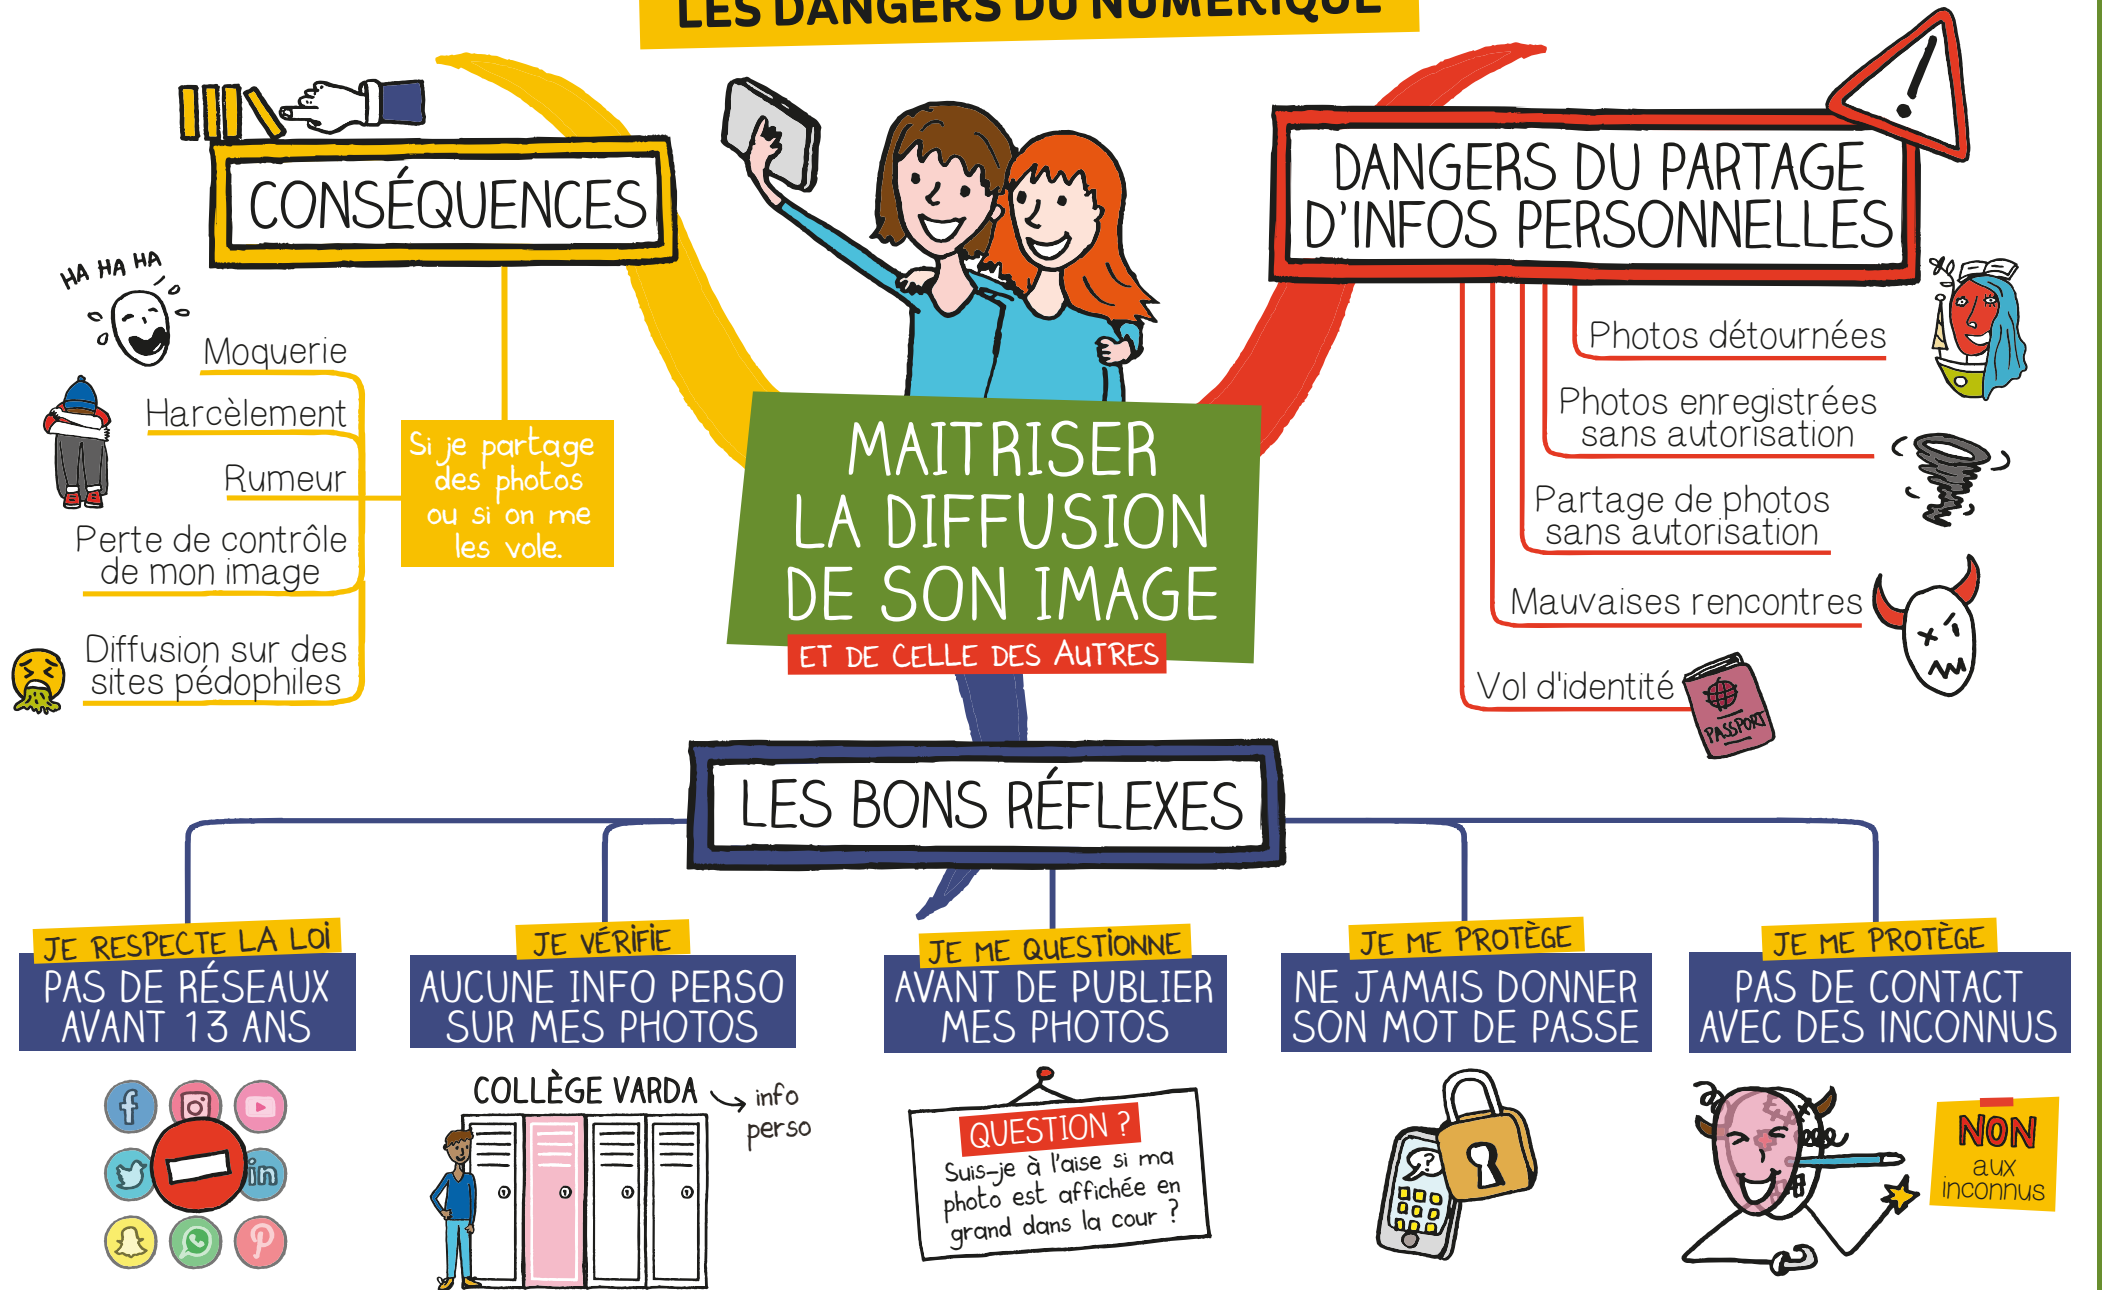 LES DANGERS DU NUMÉRIQUE
CONSÉQUENCES
HA HA HA
Moquerie
Harcèlement
Rumeur
Perte de contrôle
de mon image
Diffusion sur des
sites pédophiles
Si je partage
des photos
ou si on me
les vole.
MAITRISER
LA DIFFUSION
DE SON IMAGE
ET DE CELLE DES AUTRES
DANGERS DU PARTAGE
D'INFOS PERSONNELLES
Photos détournées
Photos enregistrées
sans autorisation
Partage de photos
sans autorisation
Mauvaises rencontres
Vol d'identité
PASSPORT
LES BONS RÉFLEXES
JE RESPECTE LA LOI
PAS DE RÉSEAUX
AVANT 13 ANS
in
JE VÉRIFIE
AUCUNE INFO PERSO
SUR MES PHOTOS
COLLÈGE VARDA
info
perso
JE ME QUESTIONNE
AVANT DE PUBLIER
MES PHOTOS
QUESTION ?
Suis-je à l'aise si ma
photo est affichée en
grand dans la cour ?
JE ME PROTÈGE
NE JAMAIS DONNER
SON MOT DE PASSE
?
JE ME PROTÈGE
PAS DE CONTACT
AVEC DES INCONNUS
NON
aux
inconnus